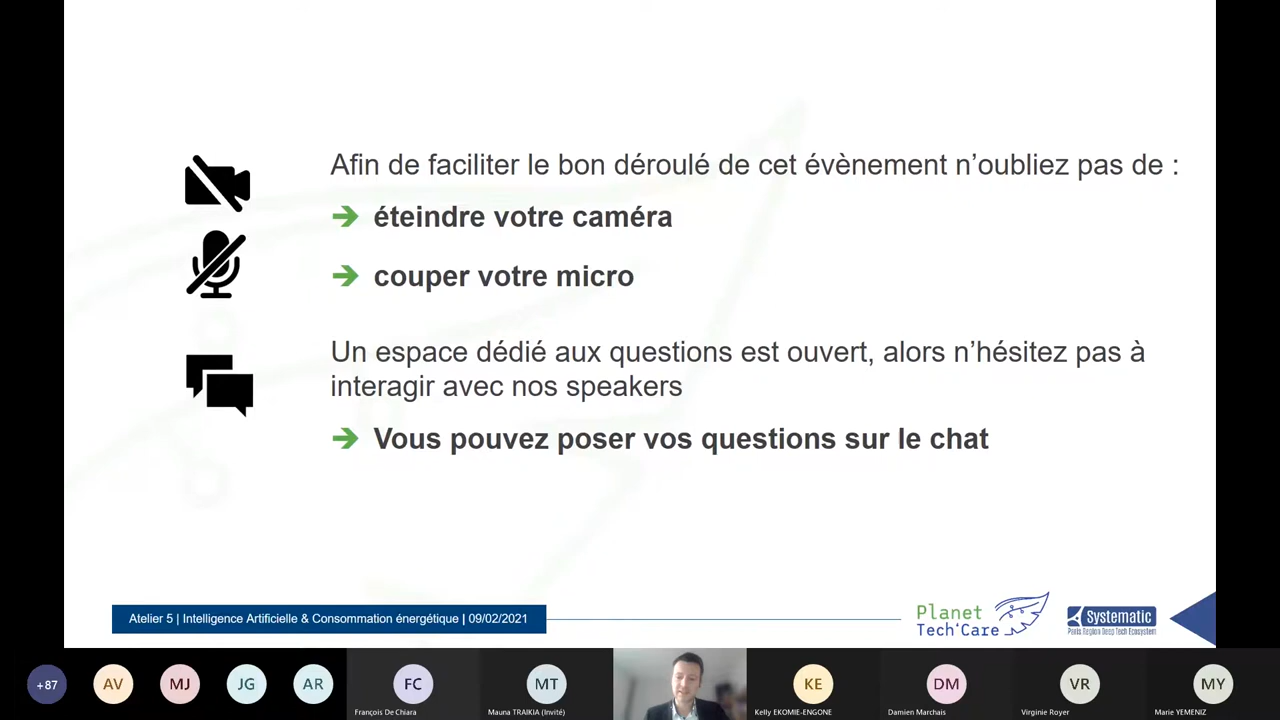 Afin de faciliter le bon déroulé de cet évènement n’oubliez pas de :
➔ éteindre votre caméra
➔ couper votre micro
Un espace dédié aux questions est ouvert, alors n’hésitez pas à
interagir avec nos speakers
➔ Vous pouvez poser vos questions sur le chat
Atelier 5 | Intelligence Artificielle & Consommation énergétique | 09/02/2021
Planet
Tech'Care
Systematic
Paris Region Deep Tech Ecosystem
+87
AV
MJ
JG
AR
FC
MT
KE
DM
VR
MY
François De Chiara
Mauna TRAIKIA (Invité)
Kelly EKOMIE-ENGONE
Damien Marchais
Virginie Royer
Marie YEMENIZ